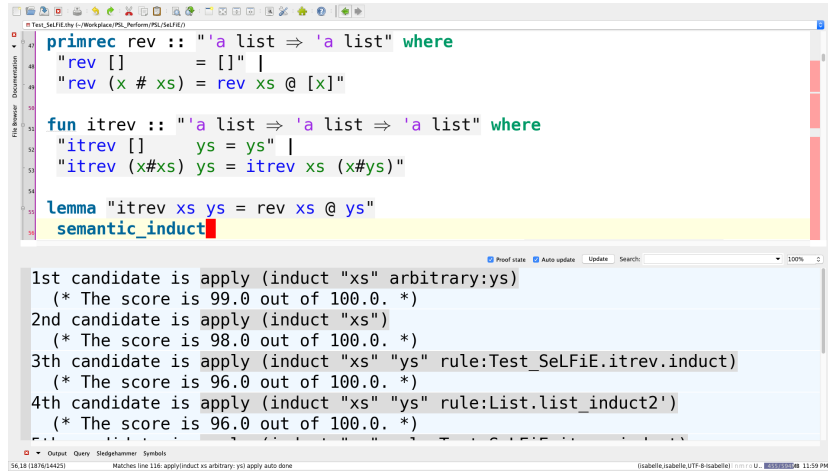 Test_SeLFiE.thy (~/Workplace/PSL_Perform/PSL/SeLFiE/)
47 primrec rev :: "'a list ⇒ 'a list" where
48 "rev [] = []" |
49 "rev (x # xs) = rev xs @ [x]"
50
51 fun itrev :: "'a list ⇒ 'a list ⇒ 'a list" where
52 "itrev [] ys = ys" |
53 "itrev (x#xs) ys = itrev xs (x#ys)"
54
55 lemma "itrev xs ys = rev xs @ ys"
56 semantic_induct
Documentation
File Browser
Proof state Auto update Update Search: 100%
1st candidate is apply (induct "xs" arbitrary:ys)
(* The score is 99.0 out of 100.0. *)
2nd candidate is apply (induct "xs")
(* The score is 98.0 out of 100.0. *)
3th candidate is apply (induct "xs" "ys" rule:Test_SeLFiE.itrev.induct)
(* The score is 96.0 out of 100.0. *)
4th candidate is apply (induct "xs" "ys" rule:List.list_induct2')
(* The score is 96.0 out of 100.0. *)
Output Query Sledgehammer Symbols
56,18 (1876/14425) Matches line 116: apply(induct xs arbitrary: ys) apply auto done (isabelle,isabelle,UTF-8-Isabelle) 11:59 PM